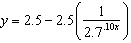 y = 2.5 - 2.5(1/2.7^.10x)